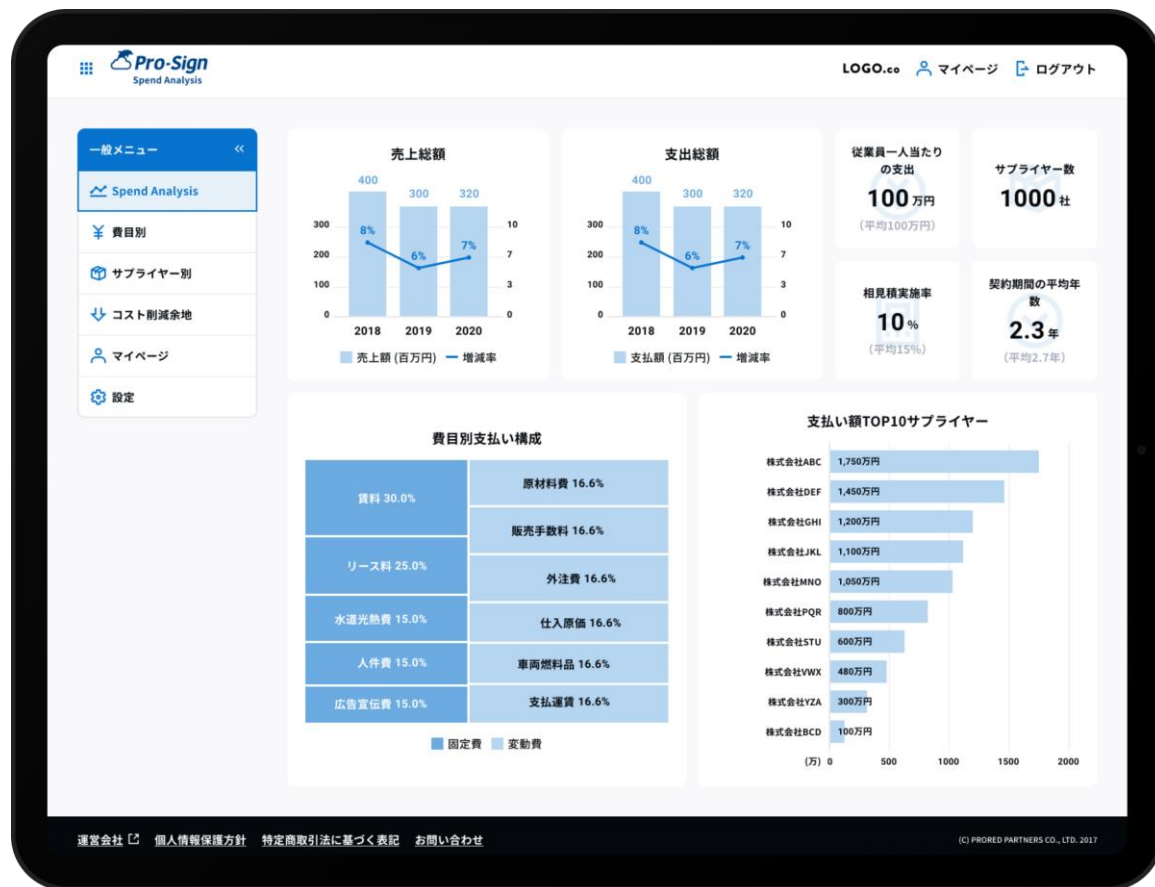 Pro-Sign
Spend Analysis
LOGO.co マイページ ログアウト
一般メニュー «
Spend Analysis
費目別
サプライヤー別
コスト削減余地
マイページ
設定
売上総額
400
300
320
300
200
100
0
8%
6%
7%
10
7
3
0
2018 2019 2020
売上額 (百万円) 増減率
支出総額
400
300
320
300
200
100
0
8%
6%
7%
10
7
3
0
2018 2019 2020
支払額 (百万円) 増減率
従業員一人当たり
の支出
100 万円
(平均100万円)
サプライヤー数
1000 社
相見積実施率
10 %
(平均15%)
契約期間の平均年
数
2.3 年
(平均2.7年)
費目別支払い構成
賃料 30.0%
リース料 25.0%
水道光熱費 15.0%
人件費 15.0%
広告宣伝費 15.0%
原材料費 16.6%
販売手数料 16.6%
外注費 16.6%
仕入原価 16.6%
車両燃料品 16.6%
支払運賃 16.6%
固定費 変動費
支払い額TOP10サプライヤー
株式会社ABC 1,750万円
株式会社DEF 1,450万円
株式会社GHI 1,200万円
株式会社JKL 1,100万円
株式会社MNO 1,050万円
株式会社PQR 800万円
株式会社STU 600万円
株式会社VWX 480万円
株式会社YZA 300万円
株式会社BCD 100万円
(万) 0 500 1000 1500 2000
運営会社 個人情報保護方針 特定商取引法に基づく表記 お問い合わせ
(C) PRORED PARTNERS CO., LTD. 2017